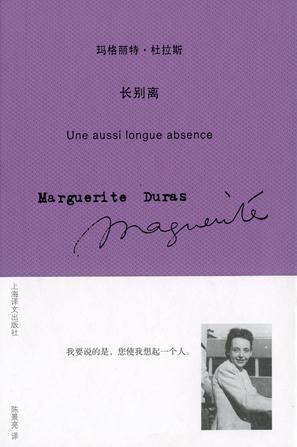 玛格丽特·杜拉斯
长别离
Une aussi longue absence
Marguerite Duras
Marguerite
我要说的是，您使我想起一个人。
上海译文出版社
陈景亮 译